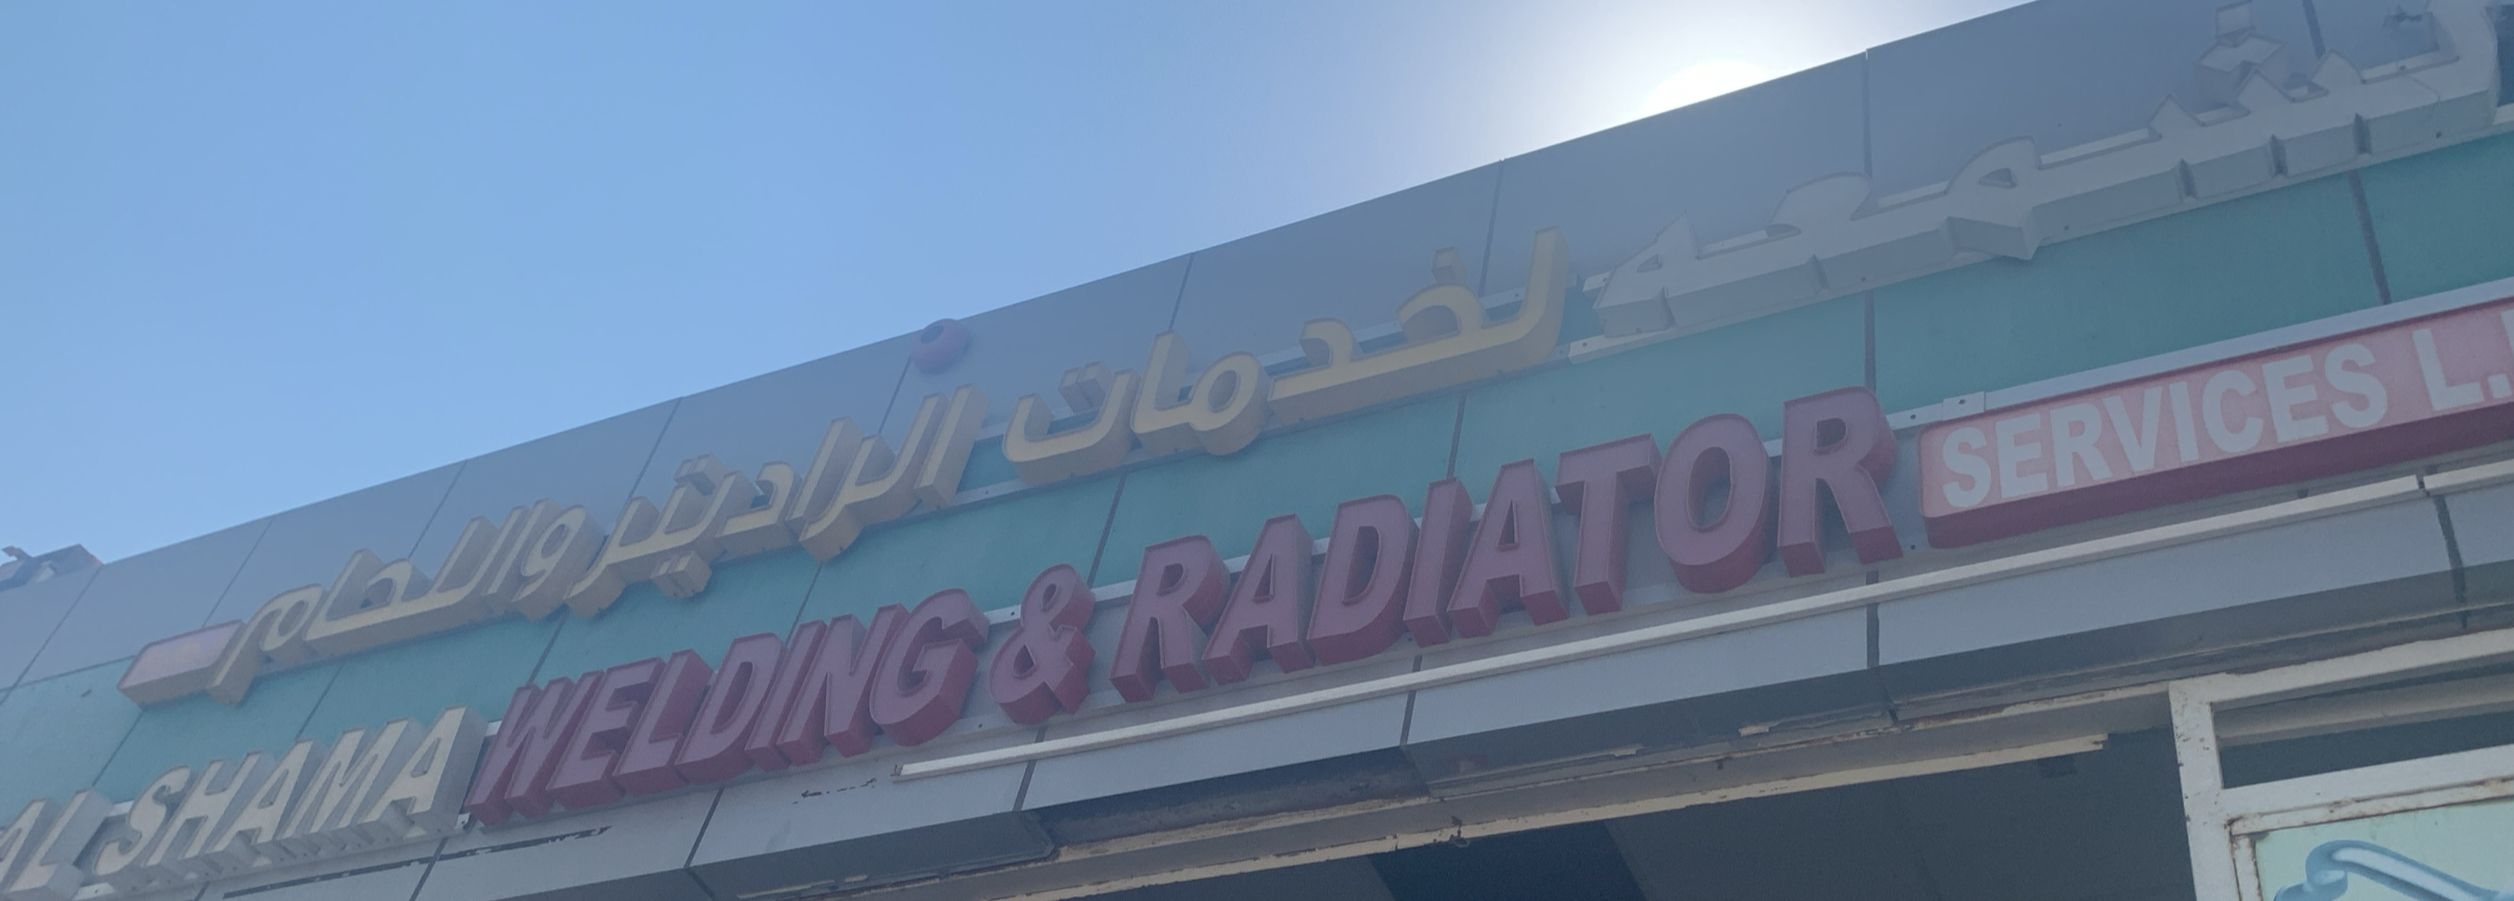 الشمعه لخدمات الراديتر واللحام
AL SHAMA WELDING & RADIATOR SERVICES L.